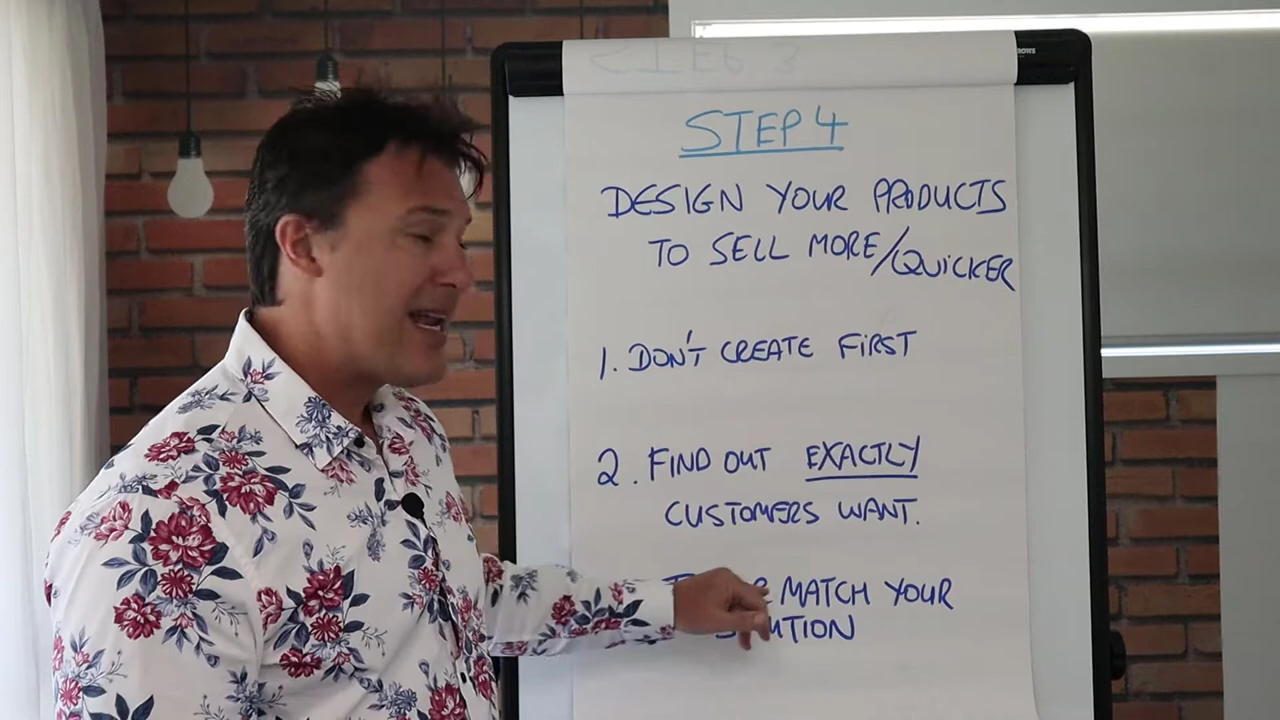 STEP 4
DESIGN YOUR PRODUCTS
TO SELL MORE/QUICKER
1. DON'T CREATE FIRST
2. FIND OUT EXACTLY
CUSTOMERS WANT.
MATCH YOUR